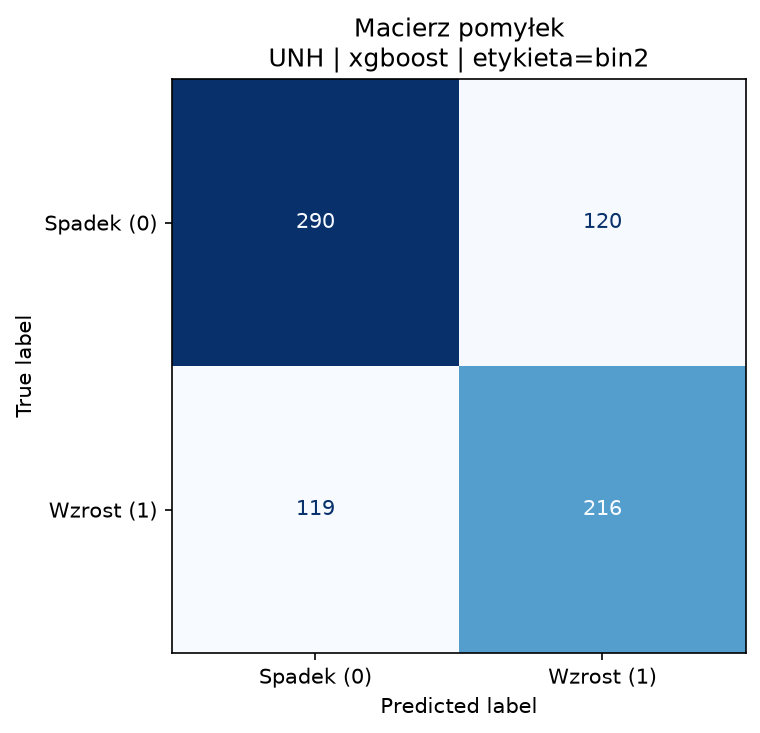 Macierz pomyłek
UNH | xgboost | etykieta=bin2
True label
Spadek (0)
290
120
Wzrost (1)
119
216
Spadek (0)
Wzrost (1)
Predicted label